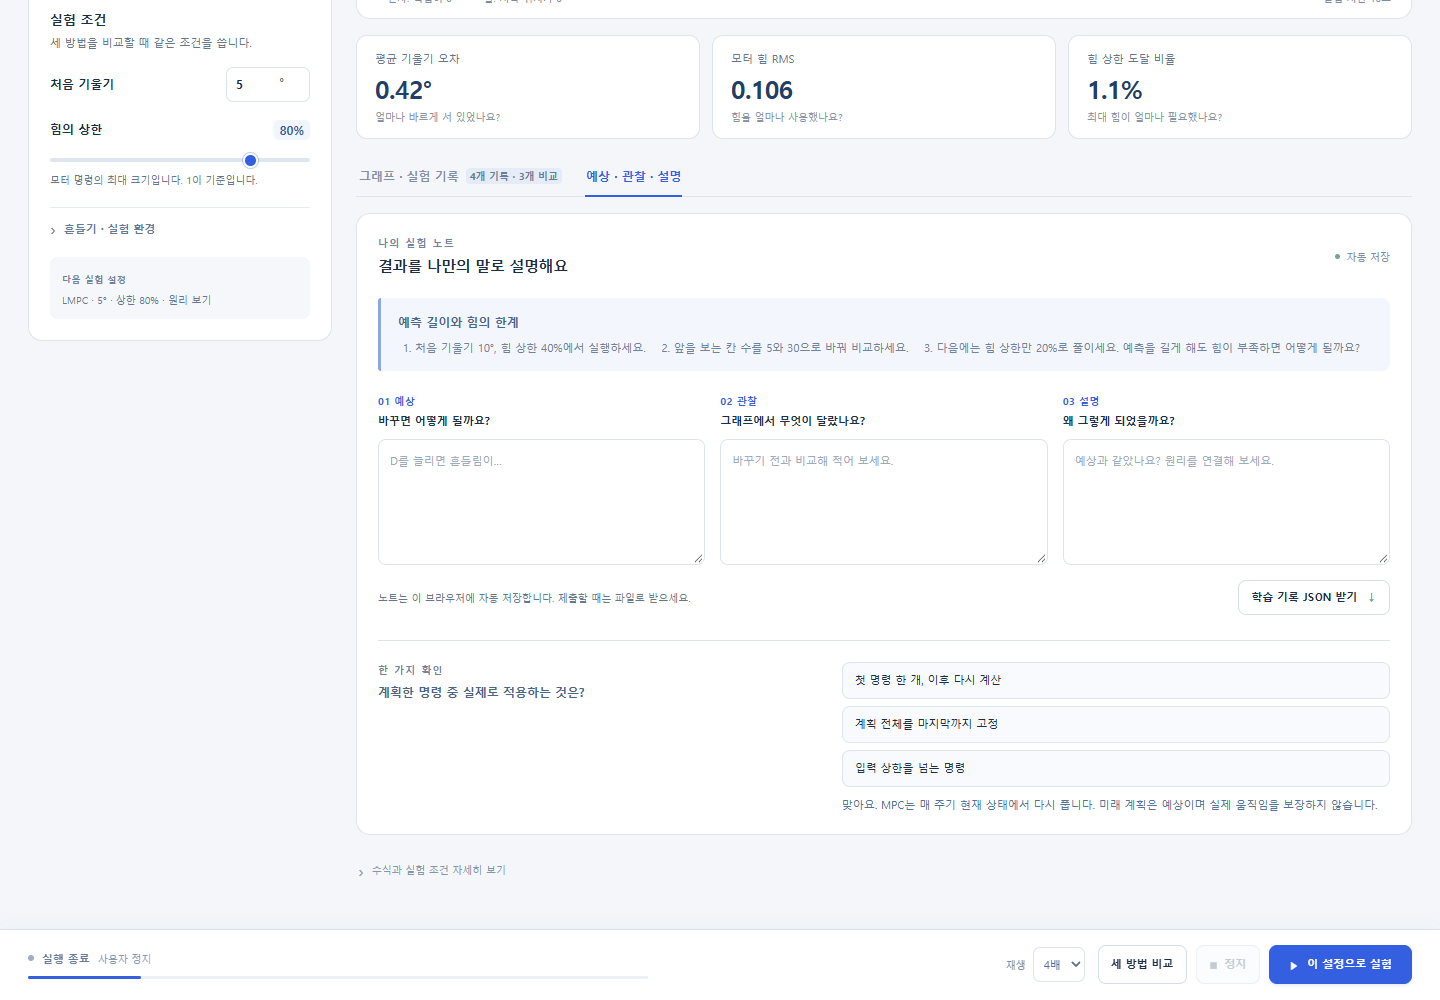 실험 조건
세 방법을 비교할 때 같은 조건을 씁니다.
처음 기울기
5 °
힘의 상한
80%
모터 명령의 최대 크기입니다. 1이 기준입니다.
흔들기 · 실험 환경
다음 실험 설정
LMPC · 5° · 상한 80% · 원리 보기
평균 기울기 오차
0.42°
얼마나 바르게 서 있었나요?
모터 힘 RMS
0.106
힘을 얼마나 사용했나요?
힘 상한 도달 비율
1.1%
최대 힘이 얼마나 필요했나요?
그래프 · 실험 기록 4개 기록 · 3개 비교
예상 · 관찰 · 설명
나의 실험 노트
결과를 나만의 말로 설명해요
자동 저장
예측 길이와 힘의 한계
1. 처음 기울기 10°, 힘 상한 40%에서 실행하세요. 2. 앞을 보는 칸 수를 5와 30으로 바꿔 비교하세요. 3. 다음에는 힘 상한만 20%로 줄이세요. 예측을 길게 해도 힘이 부족하면 어떻게 될까요?
01 예상
바꾸면 어떻게 될까요?
D를 늘리면 흔들림이...
02 관찰
그래프에서 무엇이 달랐나요?
바꾸기 전과 비교해 적어 보세요.
03 설명
왜 그렇게 되었을까요?
예상과 같았나요? 원리를 연결해 보세요.
노트는 이 브라우저에 자동 저장합니다. 제출할 때는 파일로 받으세요.
학습 기록 JSON 받기 ↓
한 가지 확인
계획한 명령 중 실제로 적용하는 것은?
첫 명령 한 개, 이후 다시 계산
계획 전체를 마지막까지 고정
입력 상한을 넘는 명령
맞아요. MPC는 매 주기 현재 상태에서 다시 풉니다. 미래 계획은 예상이며 실제 움직임을 보장하지 않습니다.
수식과 실험 조건 자세히 보기
실행 종료 사용자 정지
재생
4배
세 방법 비교
정지
이 설정으로 실험